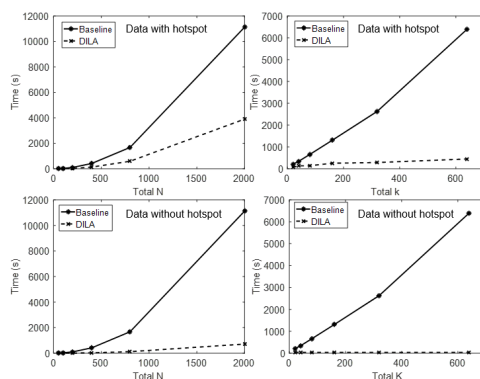 12000
10000
8000
6000
4000
2000
0
Time (s)
Baseline
DILA
Data with hotspot
0
500
1000
1500
2000
Total N
7000
6000
5000
4000
3000
2000
1000
0
Time (s)
Baseline
DILA
Data with hotspot
0
200
400
600
Total k
12000
10000
8000
6000
4000
2000
0
Time (s)
Baseline
DILA
Data without hotspot
0
500
1000
1500
2000
Total N
7000
6000
5000
4000
3000
2000
1000
0
Time (s)
Baseline
DILA
Data without hotspot
0
200
400
600
Total K